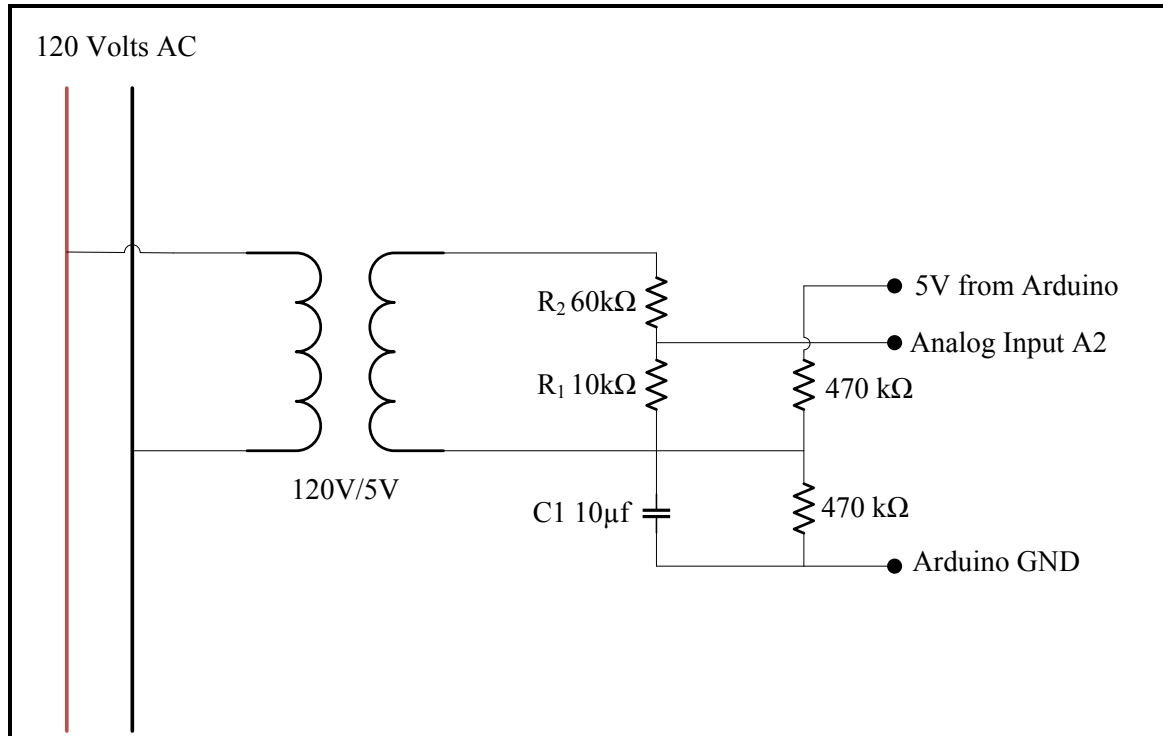 120 Volts AC
R₂ 60kΩ
5V from Arduino
Analog Input A2
R₁ 10kΩ
470 kΩ
120V/5V
C1 10µf
470 kΩ
Arduino GND